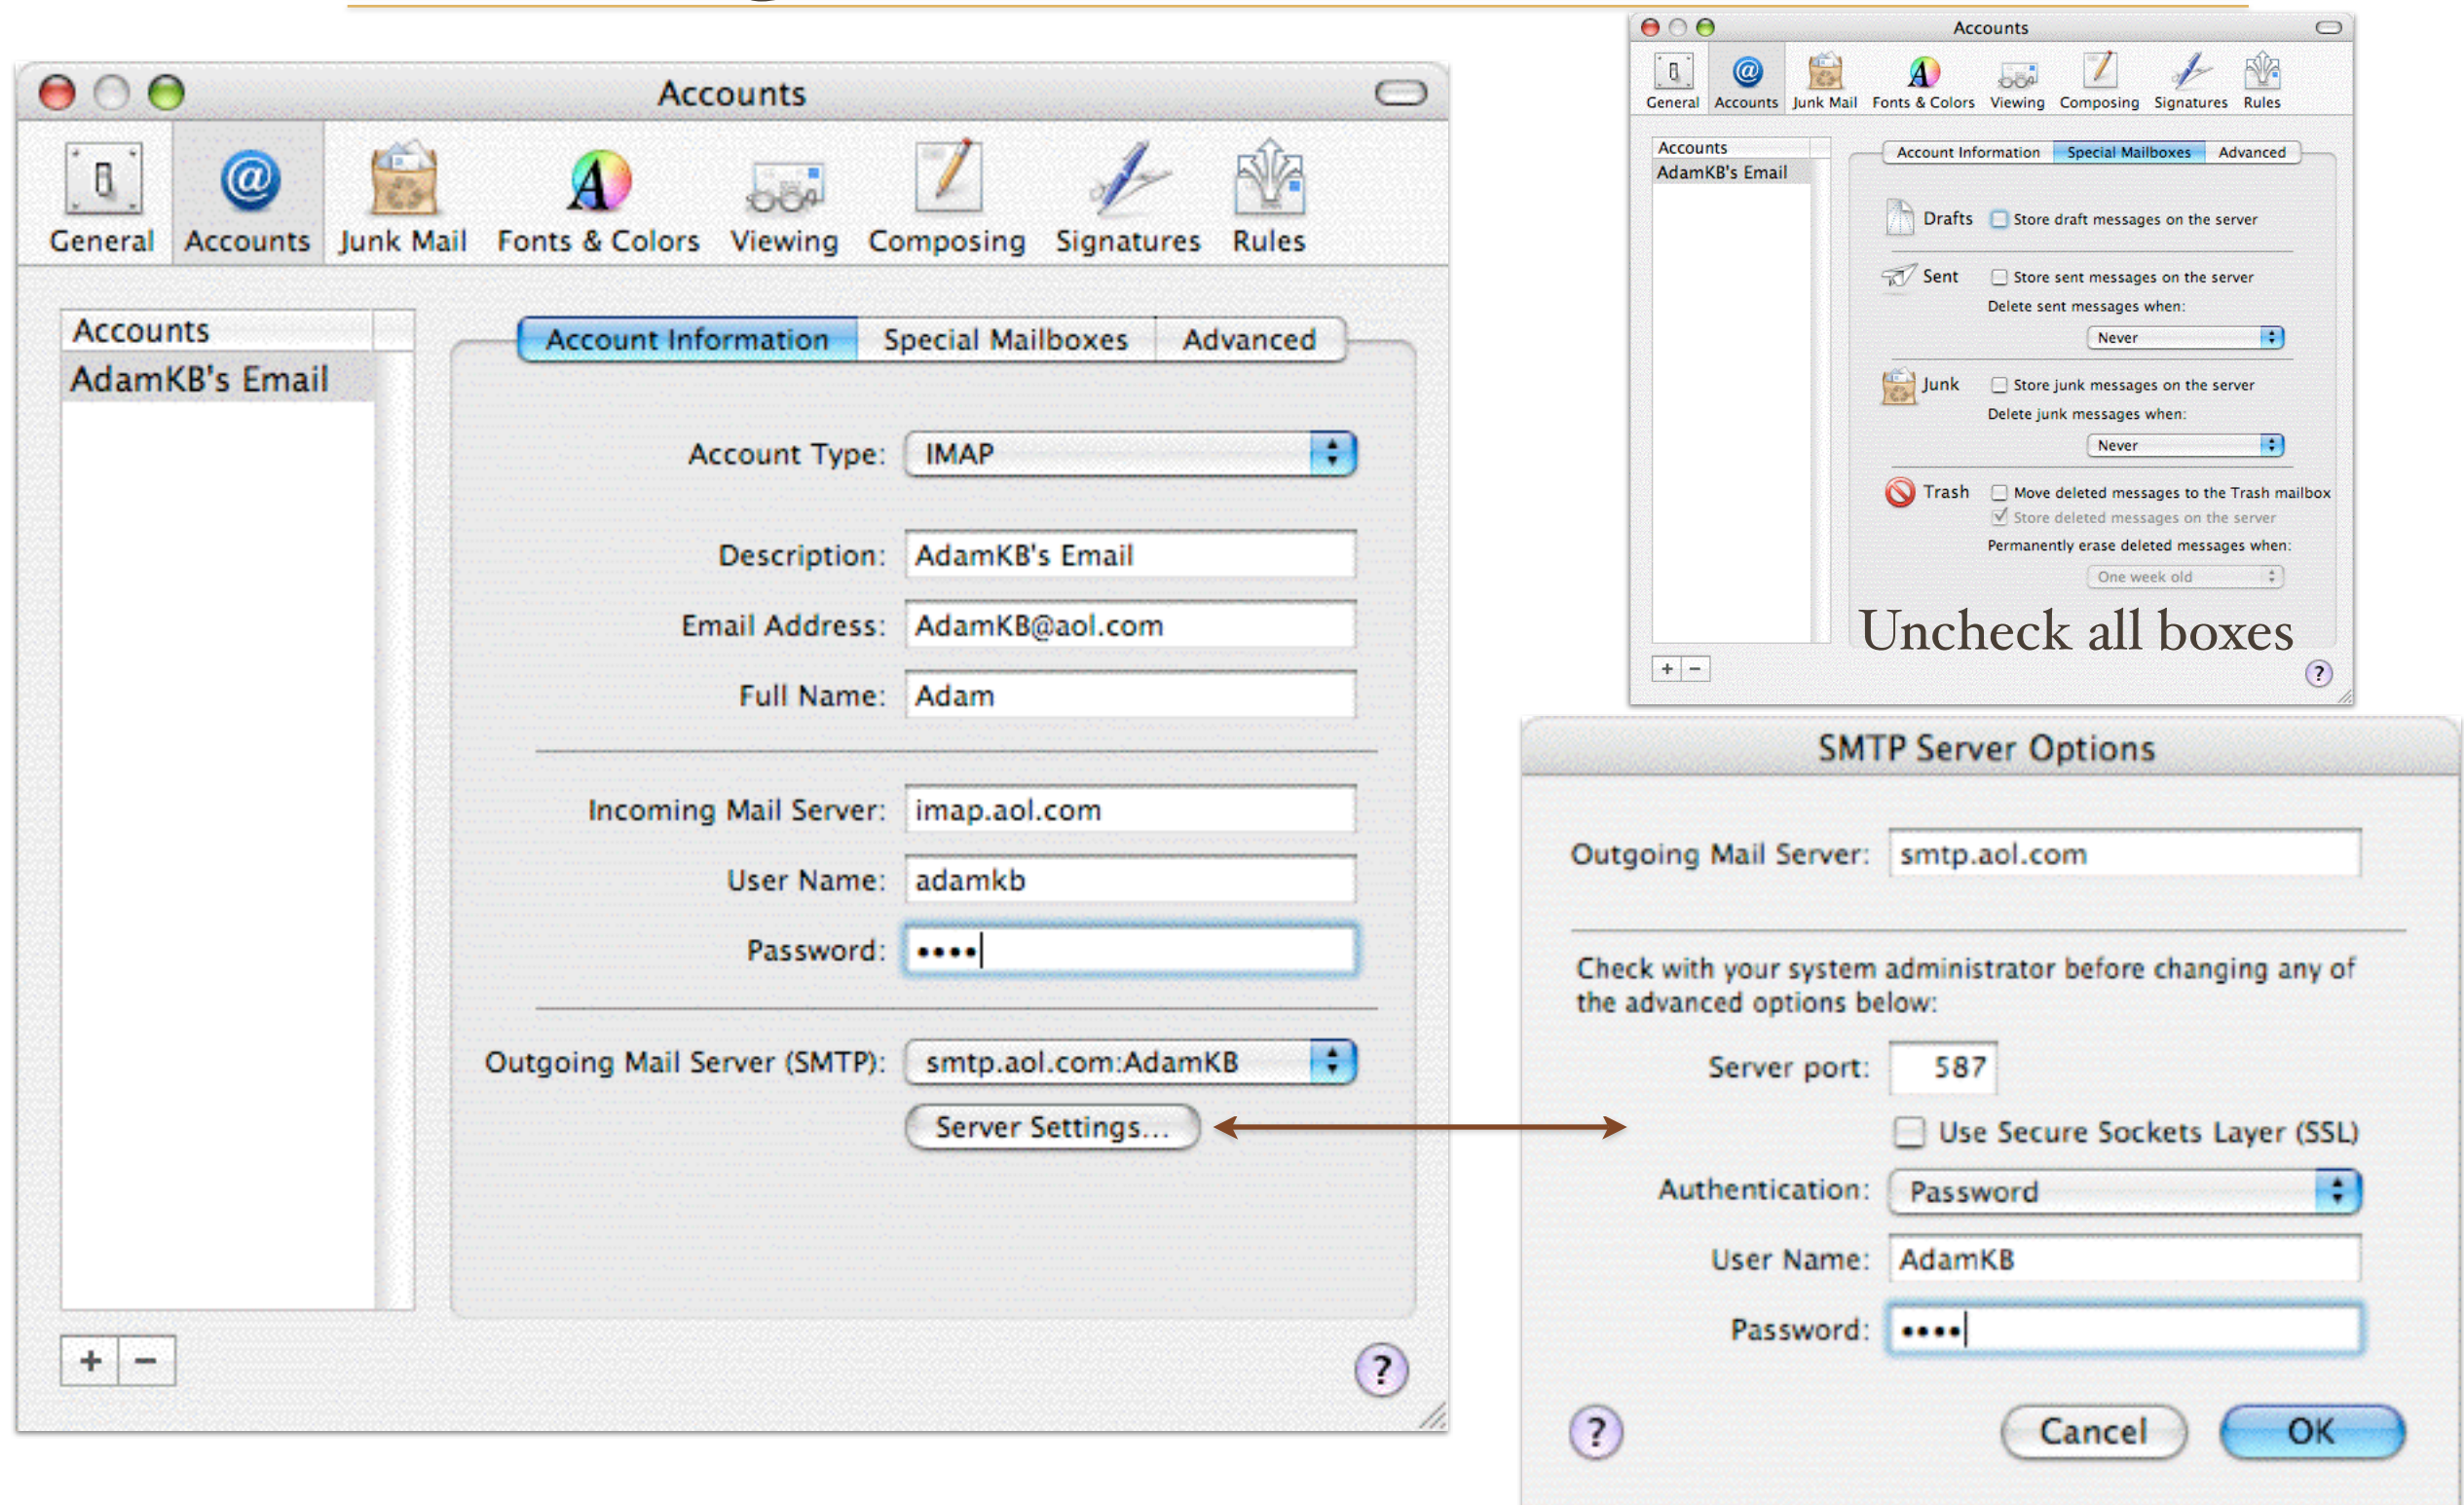 Accounts
General Accounts Junk Mail Fonts & Colors Viewing Composing Signatures Rules
Accounts
AdamKB's Email
Account Information Special Mailboxes Advanced
Account Type: IMAP
Description: AdamKB's Email
Email Address: AdamKB@aol.com
Full Name: Adam
Incoming Mail Server: imap.aol.com
User Name: adamkb
Password: ••••
Outgoing Mail Server (SMTP): smtp.aol.com:AdamKB
Server Settings...
+ −
?
Accounts
General Accounts Junk Mail Fonts & Colors Viewing Composing Signatures Rules
Accounts
AdamKB's Email
Account Information Special Mailboxes Advanced
Drafts Store draft messages on the server
Sent Store sent messages on the server
Delete sent messages when:
Never
Junk Store junk messages on the server
Delete junk messages when:
Never
Trash Move deleted messages to the Trash mailbox
Store deleted messages on the server
Permanently erase deleted messages when:
One week old
Uncheck all boxes
+ −
?
SMTP Server Options
Outgoing Mail Server: smtp.aol.com
Check with your system administrator before changing any of
the advanced options below:
Server port: 587
Use Secure Sockets Layer (SSL)
Authentication: Password
User Name: AdamKB
Password: ••••
? Cancel OK